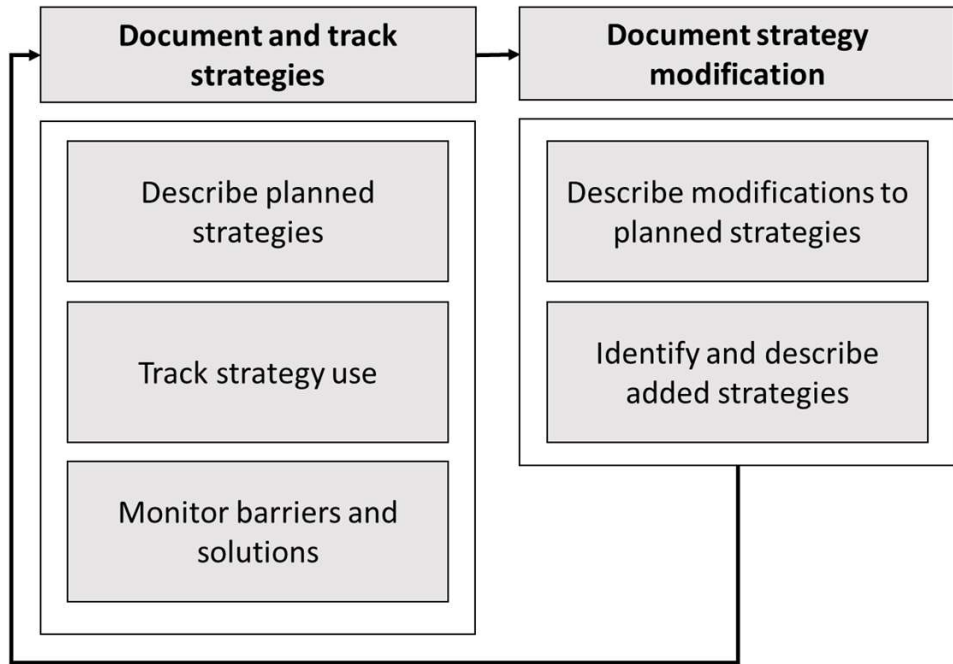 Document and track
strategies
Document strategy
modification
Describe planned
strategies
Track strategy use
Monitor barriers and
solutions
Describe modifications to
planned strategies
Identify and describe
added strategies